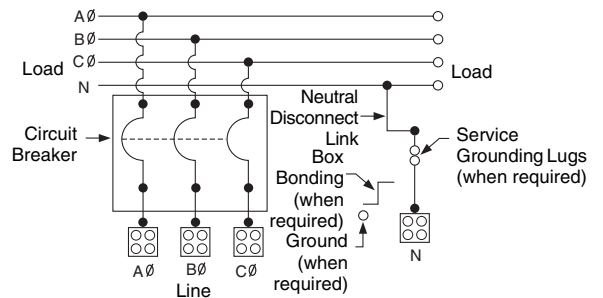 AØ
BØ
CØ
Load
N
Load
Neutral
Disconnect
Link
Circuit
Breaker
Service
Grounding Lugs
(when required)
Box
Bonding
(when
required)
Ground
(when
required)
AØ
BØ
CØ
N
Line